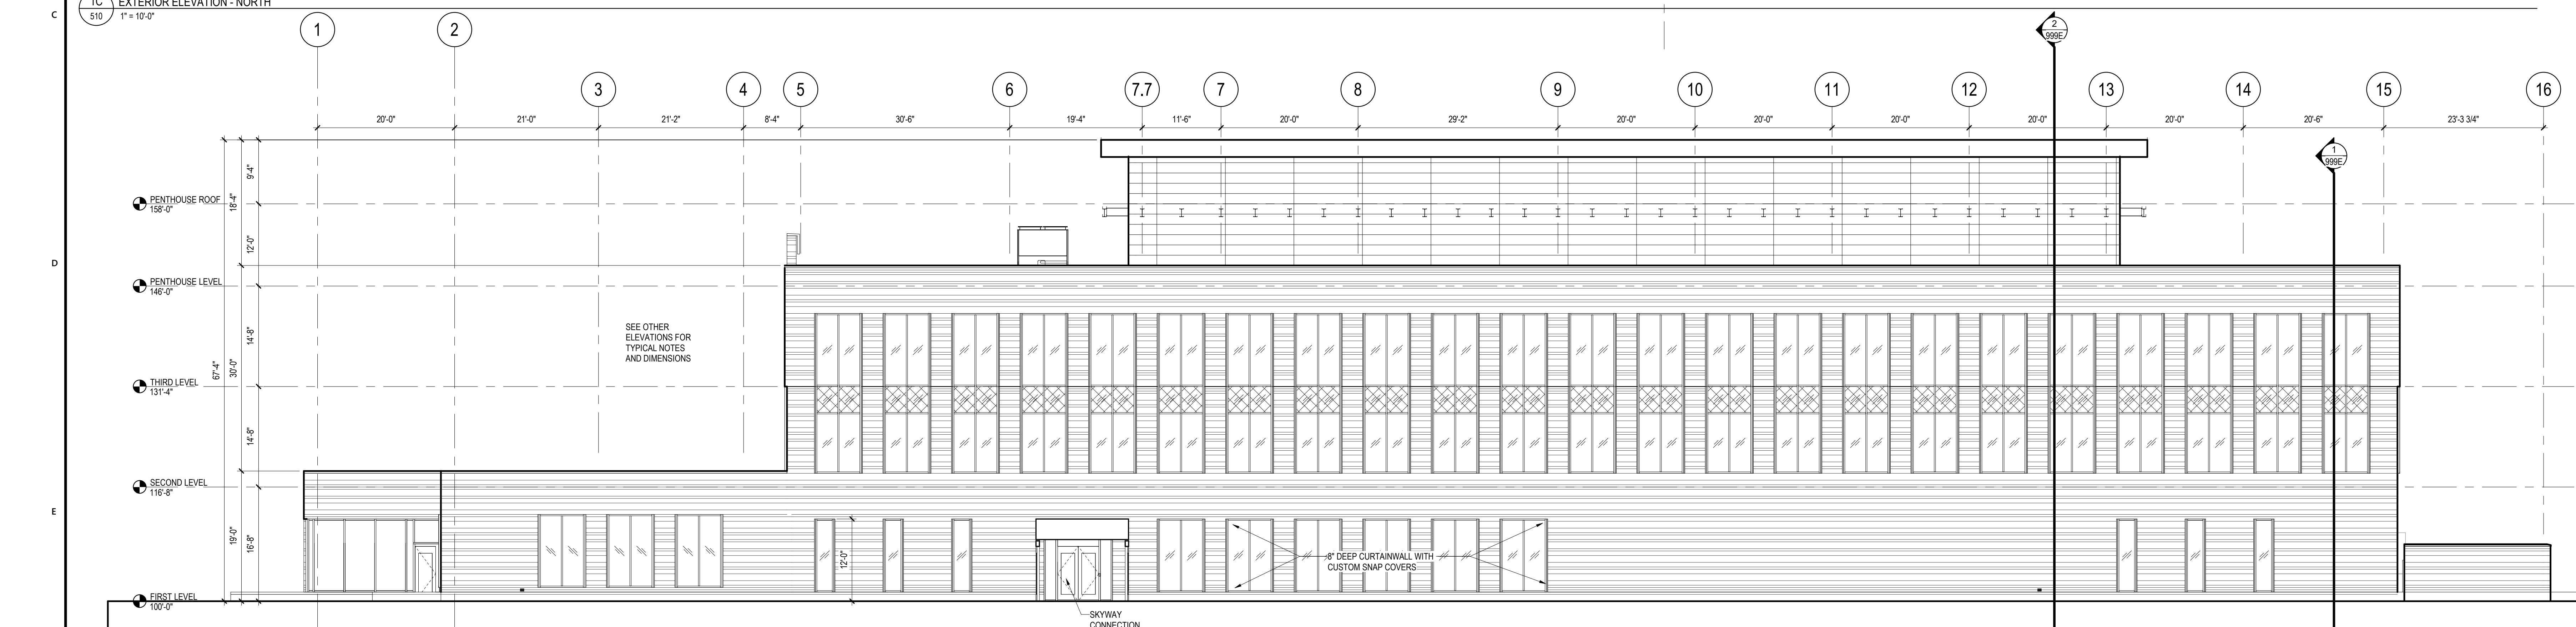 C
1C
510
EXTERIOR ELEVATION - NORTH
1" = 10'-0"
1
2
2
999E
3
4
5
6
7.7
7
8
9
10
11
12
13
14
15
16
20'-0"
21'-0"
21'-2"
8'-4"
30'-6"
19'-4"
11'-6"
20'-0"
29'-2"
20'-0"
20'-0"
20'-0"
20'-0"
20'-0"
20'-6"
23'-3 3/4"
1
999E
9'-4"
18'-4"
PENTHOUSE ROOF
158'-0"
12'-0"
D
PENTHOUSE LEVEL
146'-0"
14'-8"
SEE OTHER
ELEVATIONS FOR
TYPICAL NOTES
AND DIMENSIONS
67'-4"
30'-0"
THIRD LEVEL
131'-4"
14'-8"
SECOND LEVEL
116'-8"
E
19'-0"
16'-8"
12'-0"
8" DEEP CURTAINWALL WITH
CUSTOM SNAP COVERS
FIRST LEVEL
100'-0"
SKYWAY
CONNECTION